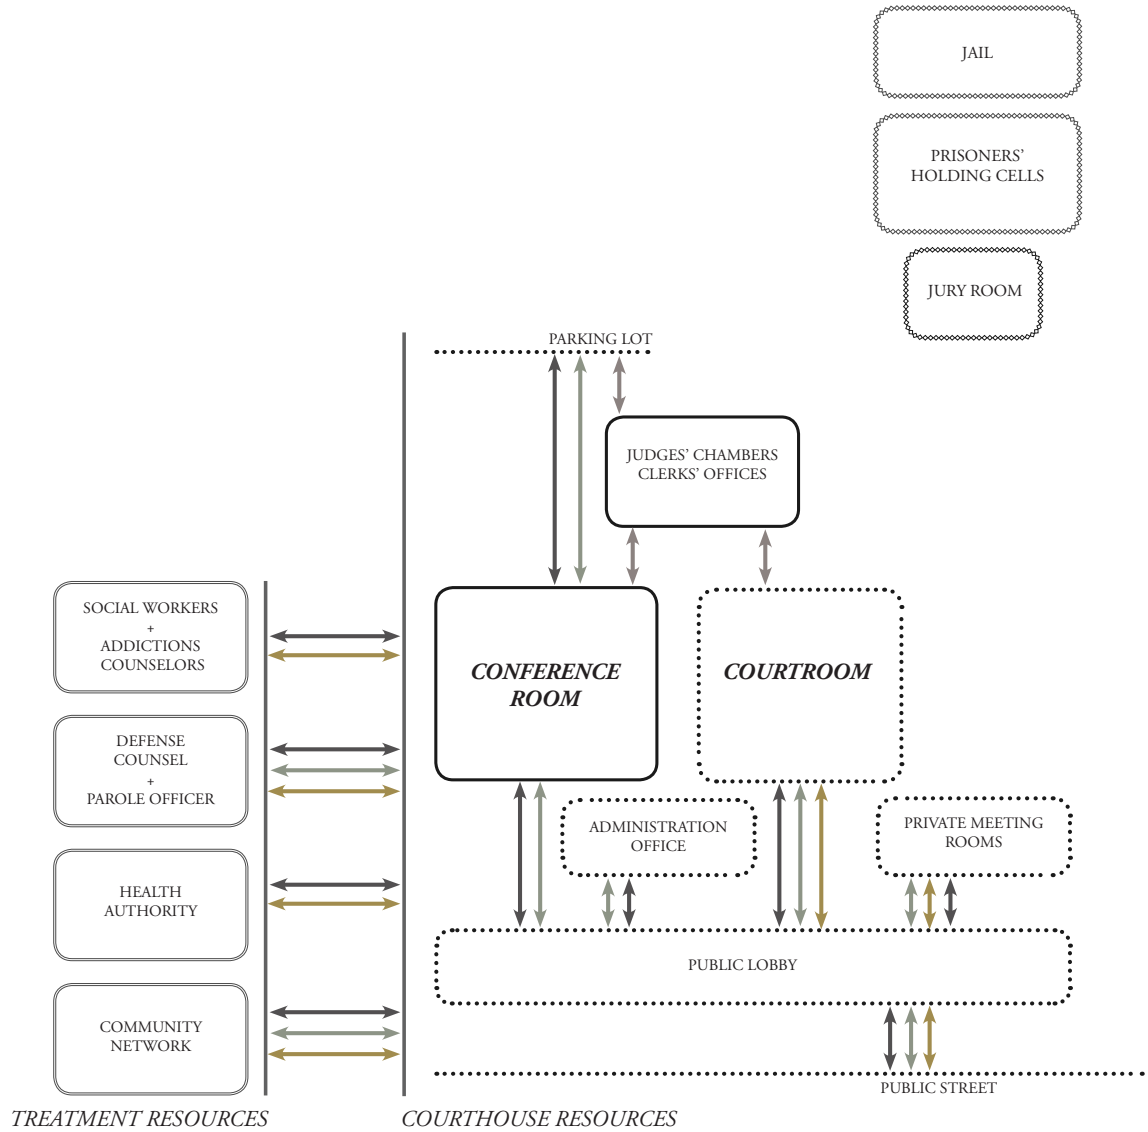 JAIL
PRISONERS’
HOLDING CELLS
JURY ROOM
PARKING LOT
JUDGES’ CHAMBERS
CLERKS’ OFFICES
SOCIAL WORKERS
+
ADDICTIONS
COUNSELORS
CONFERENCE
ROOM
COURTROOM
DEFENSE
COUNSEL
+
PAROLE OFFICER
ADMINISTRATION
OFFICE
PRIVATE MEETING
ROOMS
HEALTH
AUTHORITY
PUBLIC LOBBY
COMMUNITY
NETWORK
PUBLIC STREET
TREATMENT RESOURCES
COURTHOUSE RESOURCES